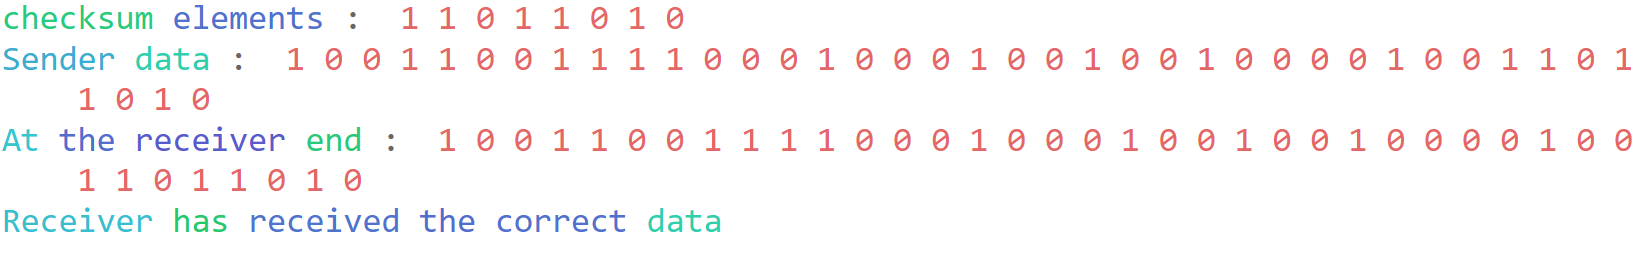 checksum elements :  1 1 0 1 1 0 1 0
Sender data :  1 0 0 1 1 0 0 1 1 1 1 0 0 0 1 0 0 0 1 0 0 1 0 0 1 0 0 0 0 1 0 0 1 1 0 1
1 0 1 0
At the receiver end :  1 0 0 1 1 0 0 1 1 1 1 0 0 0 1 0 0 0 1 0 0 1 0 0 1 0 0 0 0 1 0 0
1 1 0 1 1 0 1 0
Receiver has received the correct data